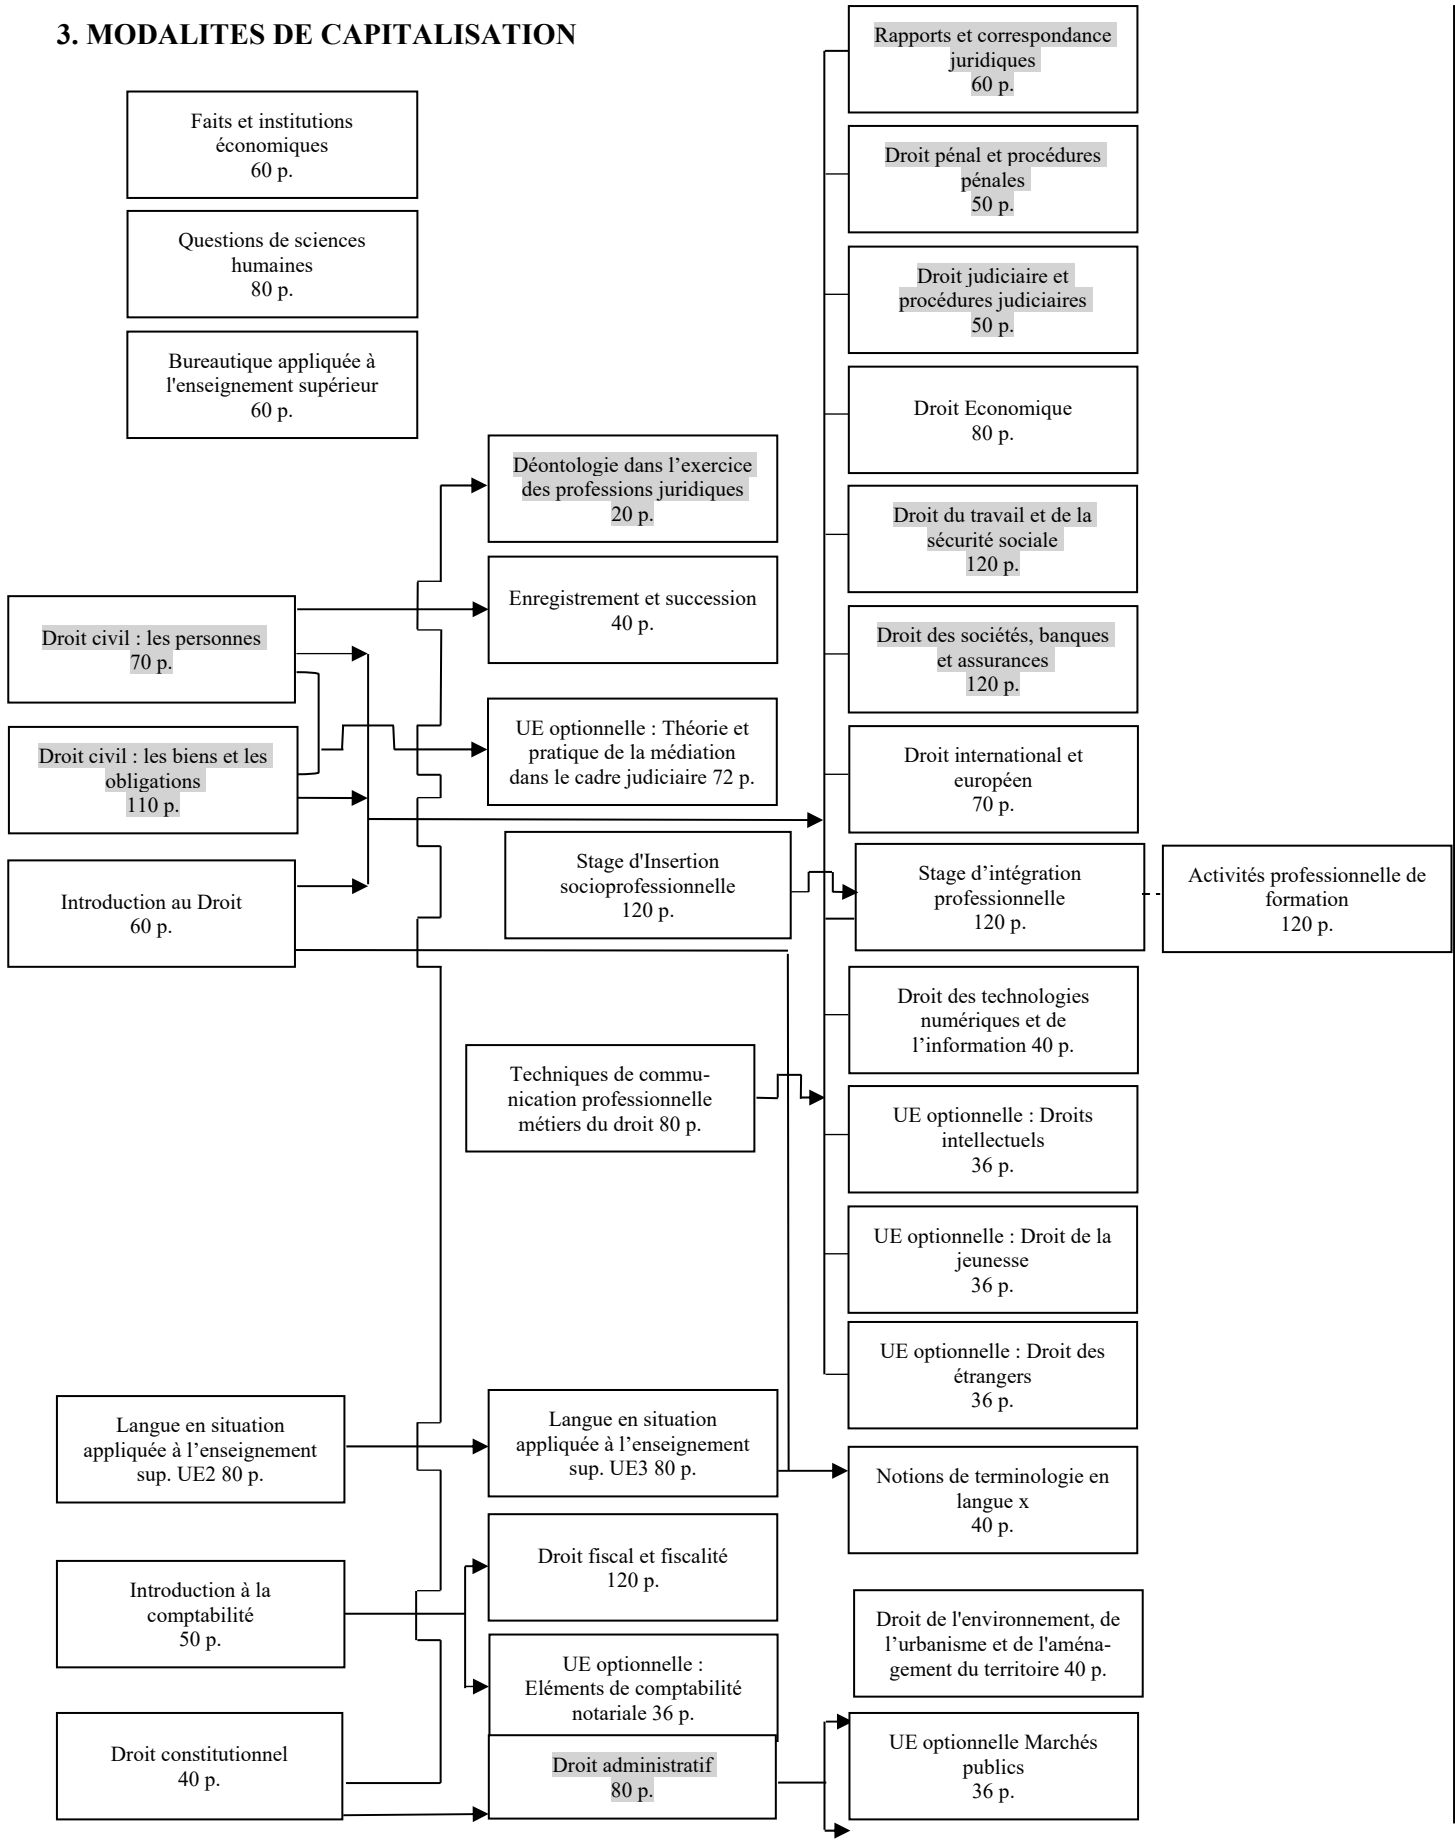 3. MODALITES DE CAPITALISATION
Faits et institutions
économiques
60 p.
Questions de sciences
humaines
80 p.
Bureautique appliquée à
l'enseignement supérieur
60 p.
Droit civil : les personnes
70 p.
Droit civil : les biens et les
obligations
110 p.
Introduction au Droit
60 p.
Langue en situation
appliquée à l’enseignement
sup. UE2 80 p.
Introduction à la
comptabilité
50 p.
Droit constitutionnel
40 p.
Déontologie dans l’exercice
des professions juridiques
20 p.
Enregistrement et succession
40 p.
UE optionnelle : Théorie et
pratique de la médiation
dans le cadre judiciaire 72 p.
Stage d'Insertion
socioprofessionnelle
120 p.
Techniques de commu-
nication professionnelle
métiers du droit 80 p.
Langue en situation
appliquée à l’enseignement
sup. UE3 80 p.
Droit fiscal et fiscalité
120 p.
UE optionnelle :
Eléments de comptabilité
notariale 36 p.
Droit administratif
80 p.
Rapports et correspondance
juridiques
60 p.
Droit pénal et procédures
pénales
50 p.
Droit judiciaire et
procédures judiciaires
50 p.
Droit Economique
80 p.
Droit du travail et de la
sécurité sociale
120 p.
Droit des sociétés, banques
et assurances
120 p.
Droit international et
européen
70 p.
Stage d’intégration
professionnelle
120 p.
Activités professionnelle de
formation
120 p.
Droit des technologies
numériques et de
l’information 40 p.
UE optionnelle : Droits
intellectuels
36 p.
UE optionnelle : Droit de la
jeunesse
36 p.
UE optionnelle : Droit des
étrangers
36 p.
Notions de terminologie en
langue x
40 p.
Droit de l'environnement, de
l’urbanisme et de l'aména-
gement du territoire 40 p.
UE optionnelle Marchés
publics
36 p.